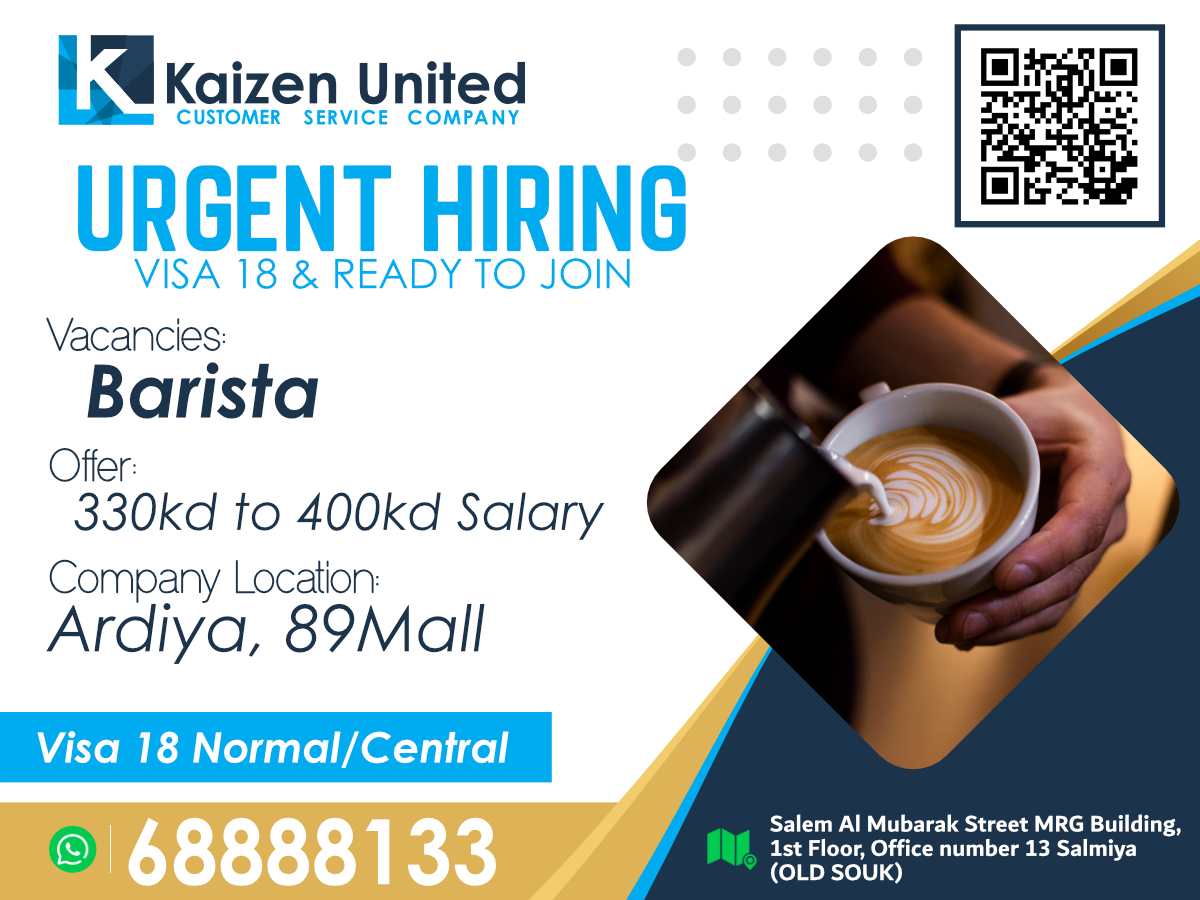 Kaizen United
CUSTOMER SERVICE COMPANY
URGENT HIRING
VISA 18 & READY TO JOIN
Vacancies:
Barista
Offer:
330kd to 400kd Salary
Company Location:
Ardiya, 89Mall
Visa 18 Normal/Central
68888133
Salem Al Mubarak Street MRG Building,
1st Floor, Office number 13 Salmiya
(OLD SOUK)